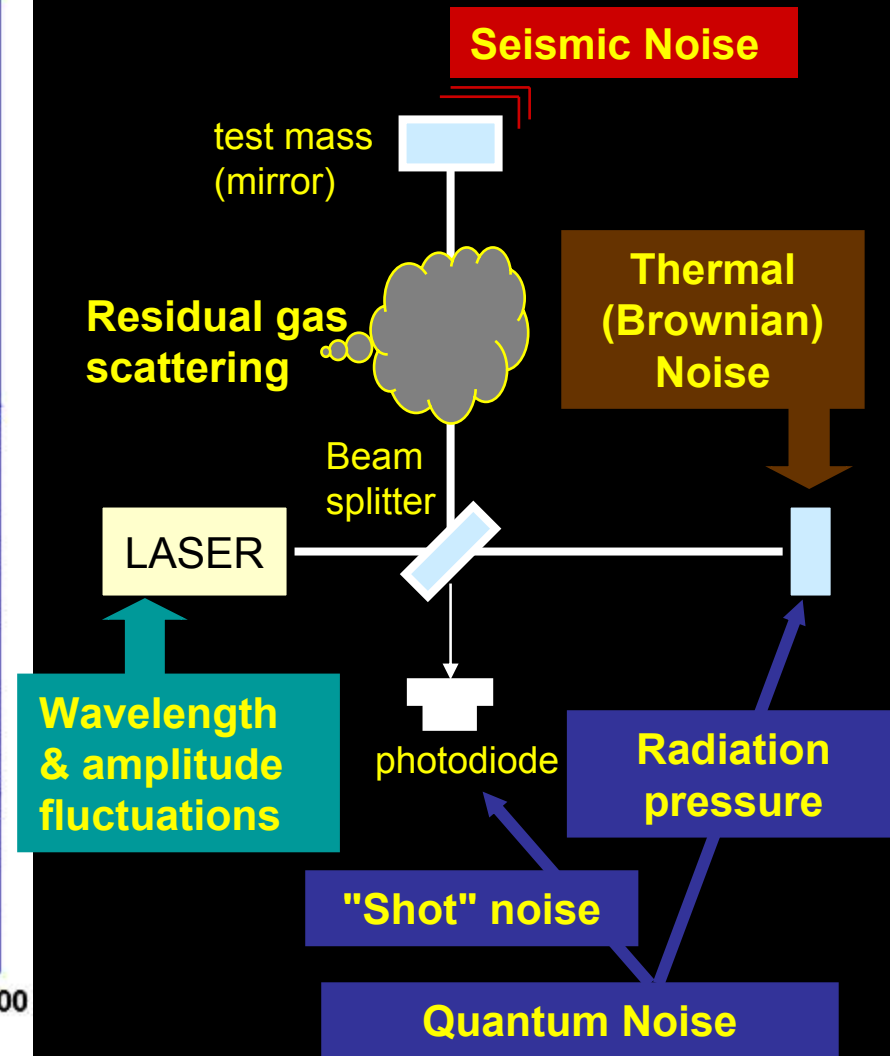 Seismic Noise
test mass
(mirror)
Thermal
(Brownian)
Noise
Residual gas
scattering
Beam
splitter
LASER
Wavelength
& amplitude
fluctuations
photodiode
Radiation
pressure
"Shot" noise
00
Quantum Noise